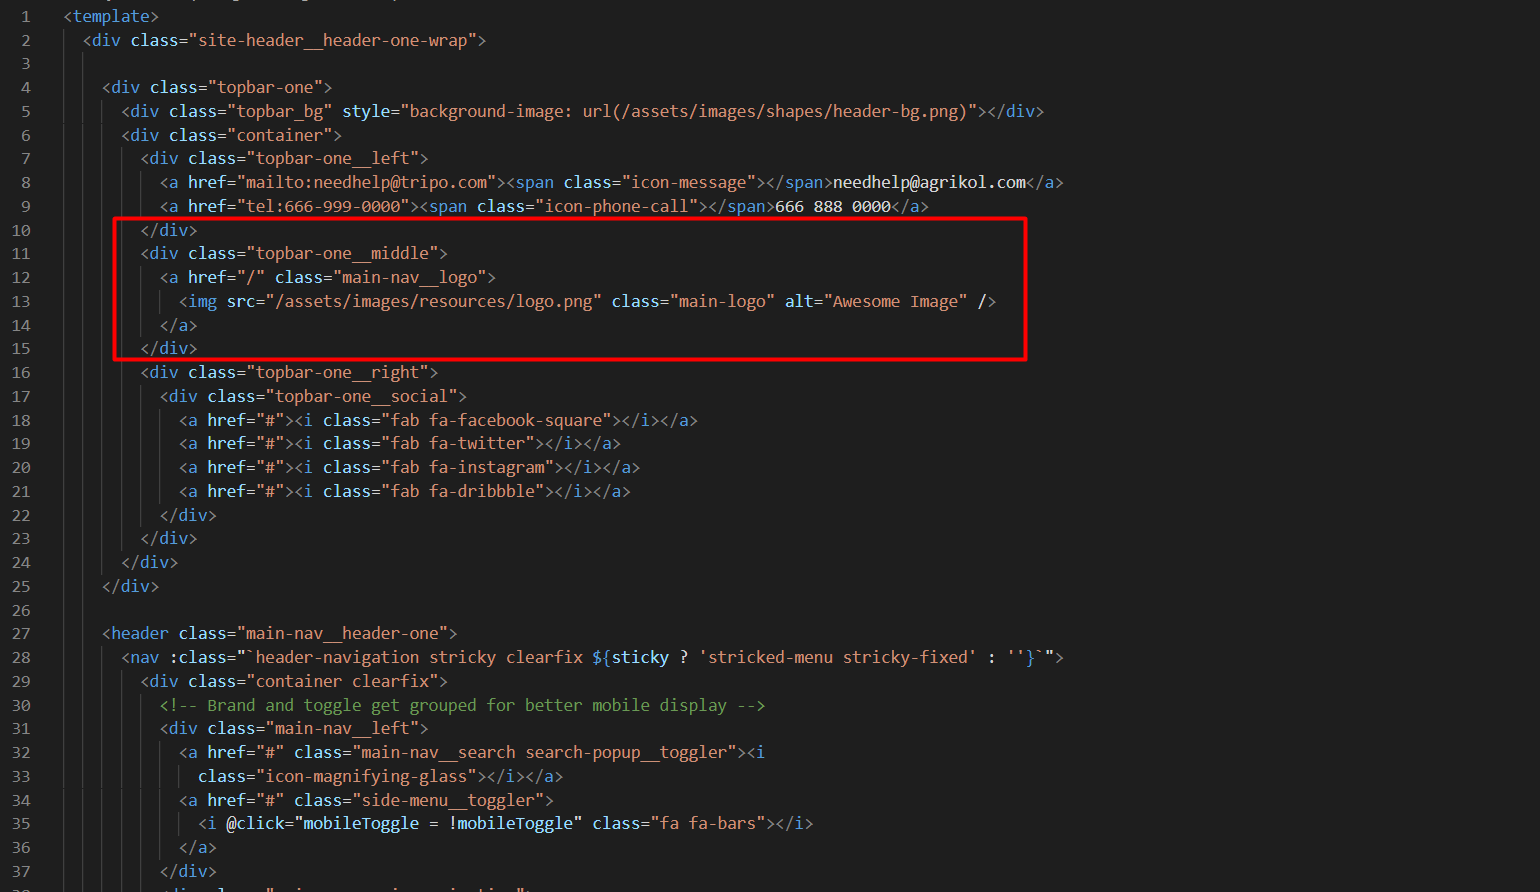 1 <template>
2 <div class="site-header__header-one-wrap">
3
4 <div class="topbar-one">
5 <div class="topbar_bg" style="background-image: url(/assets/images/shapes/header-bg.png)"></div>
6 <div class="container">
7 <div class="topbar-one__left">
8 <a href="mailto:needhelp@tripo.com"><span class="icon-message"></span>needhelp@agrikol.com</a>
9 <a href="tel:666-999-0000"><span class="icon-phone-call"></span>666 888 0000</a>
10 </div>
11 <div class="topbar-one__middle">
12 <a href="/" class="main-nav__logo">
13 <img src="/assets/images/resources/logo.png" class="main-logo" alt="Awesome Image" />
14 </a>
15 </div>
16 <div class="topbar-one__right">
17 <div class="topbar-one__social">
18 <a href="#"><i class="fab fa-facebook-square"></i></a>
19 <a href="#"><i class="fab fa-twitter"></i></a>
20 <a href="#"><i class="fab fa-instagram"></i></a>
21 <a href="#"><i class="fab fa-dribbble"></i></a>
22 </div>
23 </div>
24 </div>
25 </div>
26
27 <header class="main-nav__header-one">
28 <nav :class="`header-navigation stricky clearfix ${sticky ? 'stricked-menu stricky-fixed' : ''}`">
29 <div class="container clearfix">
30 <!-- Brand and toggle get grouped for better mobile display -->
31 <div class="main-nav__left">
32 <a href="#" class="main-nav__search search-popup__toggler"><i
33 class="icon-magnifying-glass"></i></a>
34 <a href="#" class="side-menu__toggler">
35 <i @click="mobileToggle = !mobileToggle" class="fa fa-bars"></i>
36 </a>
37 </div>